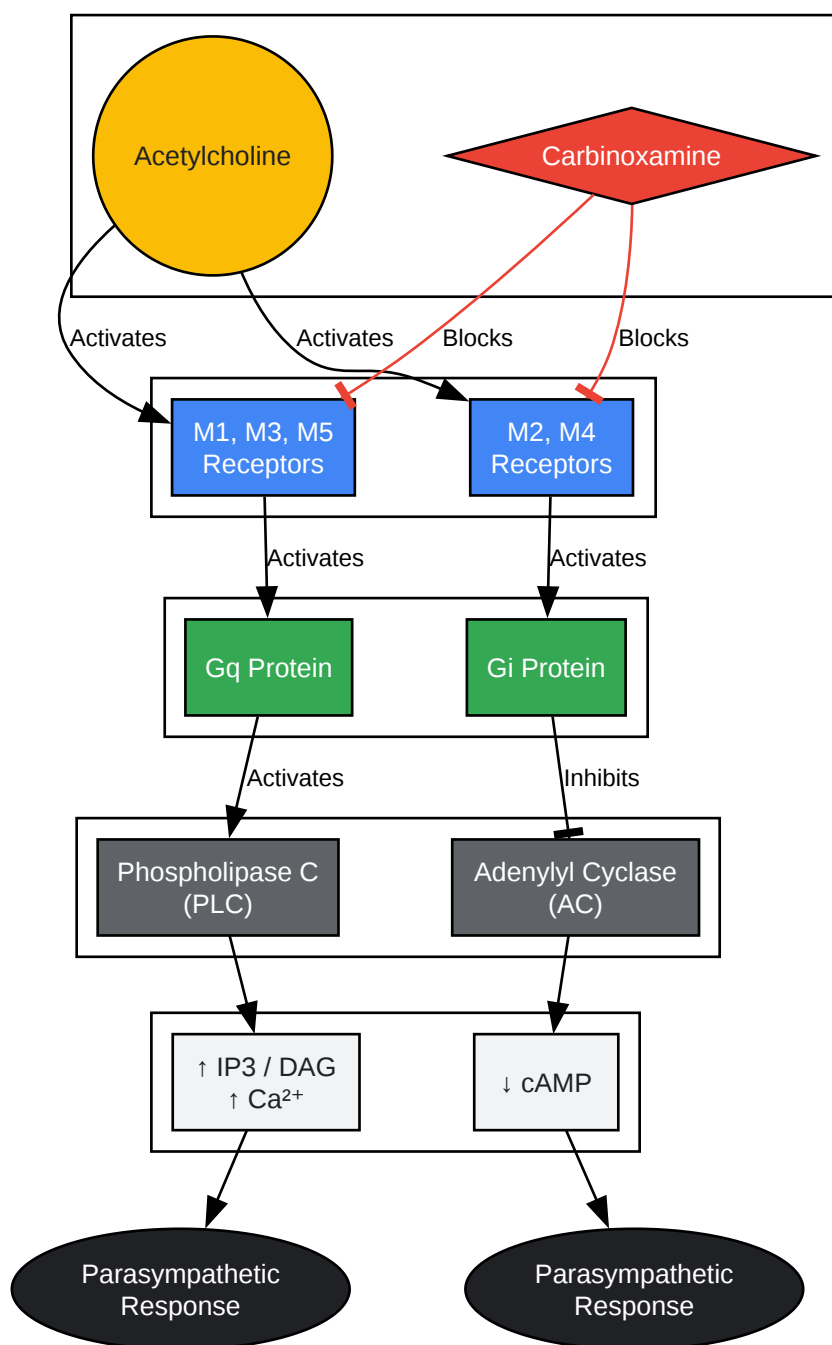 Acetylcholine
Carbinoxamine
Activates
Activates
Blocks
Blocks
M1, M3, M5
Receptors
M2, M4
Receptors
Activates
Activates
Gq Protein
Gi Protein
Activates
Inhibits
Phospholipase C
(PLC)
Adenylyl Cyclase
(AC)
↑ IP3 / DAG
↑ Ca²⁺
↓ cAMP
Parasympathetic
Response
Parasympathetic
Response